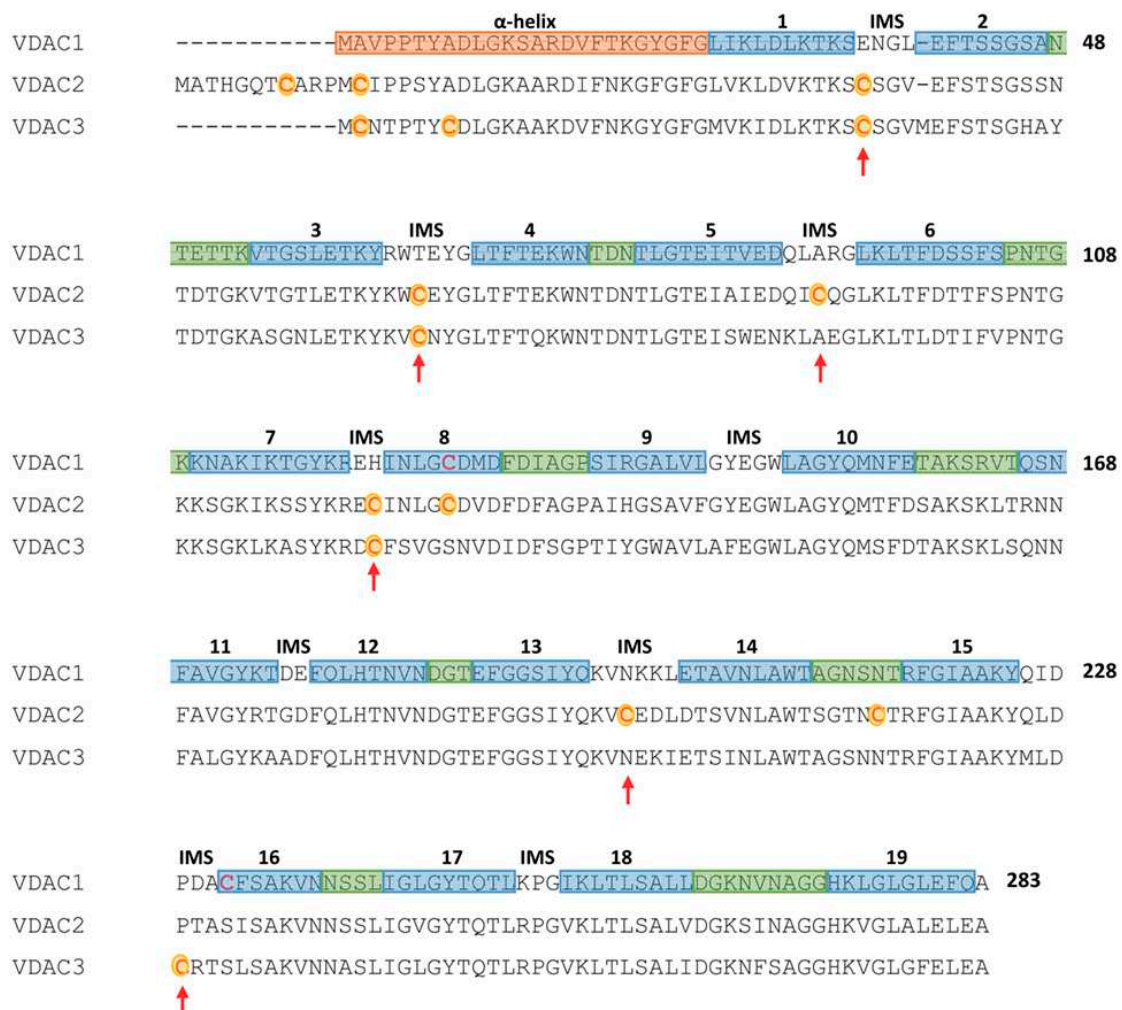 α-helix 1 IMS 2
VDAC1 -----------MAVPPTYADLGKSARDVFTKGYGFGLIKLDLKTKSENGL-EFTSSGSAN 48
VDAC2 MATHGQTCARPMCIPPSYADLGKAARDIFNKGFGFGLVKLDVKTKSCSGV-EFSTSGSSN
VDAC3 -----------MCNTPTYCDLGKAAKDVFNKGYGFGMVKIDLKTKSCSGVMEFSTSGHAY
3 IMS 4 5 IMS 6
VDAC1 TETTKVTGSLETKYRWTEYGLTFTEKWNTDNTLGTEITVEDQLARGLKLTFDSSFSPNTG 108
VDAC2 TDTGKVTGTLETKYKWCEYGLTFTEKWNTDNTLGTEIAIEDQICQGLKLTFDTTFSPNTG
VDAC3 TDTGKASGNLETKYKVCNYGLTFTQKWNTDNTLGTEISWENKLAEGLKLTLDTIFVPNTG
7 IMS 8 9 IMS 10
VDAC1 KKNAKIKTGYKREHINLGCDMDFDIAGPSIRGALVLGYEGWLAGYQMNFETAKSRVTQSN 168
VDAC2 KKSGKIKSSYKRECINLGCDVDFDFAGPAIHGSAVFGYEGWLAGYQMTFDSAKSKLTRNN
VDAC3 KKSGKLKASYKRDCFSVGSNVDIDFSGPTIYGWAVLAFEGWLAGYQMSFDTAKSKLSQNN
11 IMS 12 13 IMS 14 15
VDAC1 FAVGYKTDEFQLHTNVNDGTEFGGSIYQKVNKKLETAVNLAWTAGNSNTRFGIAAKYQID 228
VDAC2 FAVGYRTGDFQLHTNVNDGTEFGGSIYQKVCEDLDTSVNLAWTSGTNCTRFGIAAKYQLD
VDAC3 FALGYKAADFQLHTHVNDGTEFGGSIYQKVNEKIETSINLAWTAGSNNTRFGIAAKYMLD
IMS 16 17 IMS 18 19
VDAC1 PDACFSAKVNNSSLIGLGYTQTLKPGIKLTLSALLDGKNVNAGGHKLGLGLEFQA 283
VDAC2 PTASISAKVNNSSLIGVGYTQTLRPGVKLTLSALVDGKSINAGGHKVGLALELEA
VDAC3 CRTSLSAKVNNASLIGLGYTQTLRPGVKLTLSALIDGKNFSAGGHKVGLGFELEA